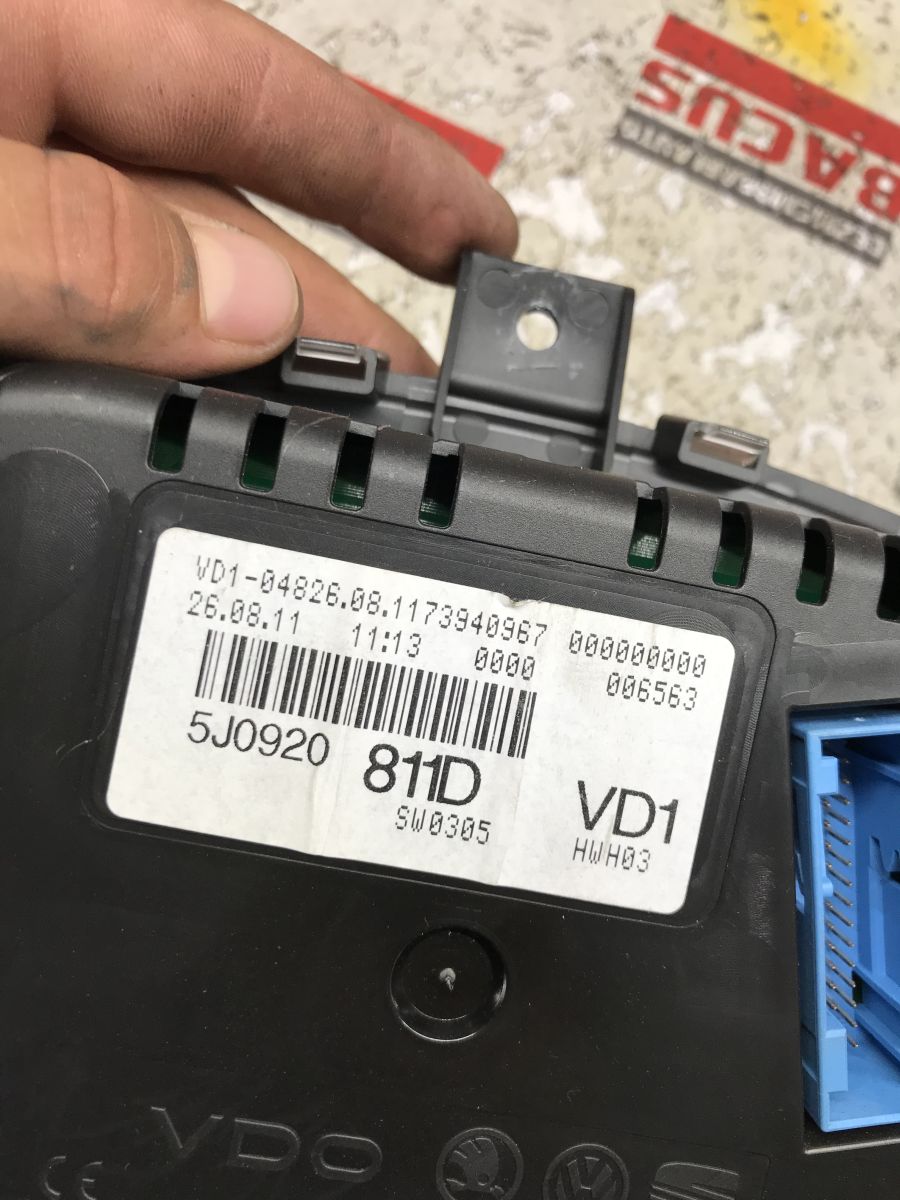 BACUS
VD1-04826.08.1173940967 000000000
26.08.11 11:13 0000 006563
5J0920 811D VD1
SW0305 HWH03
VDO
CE